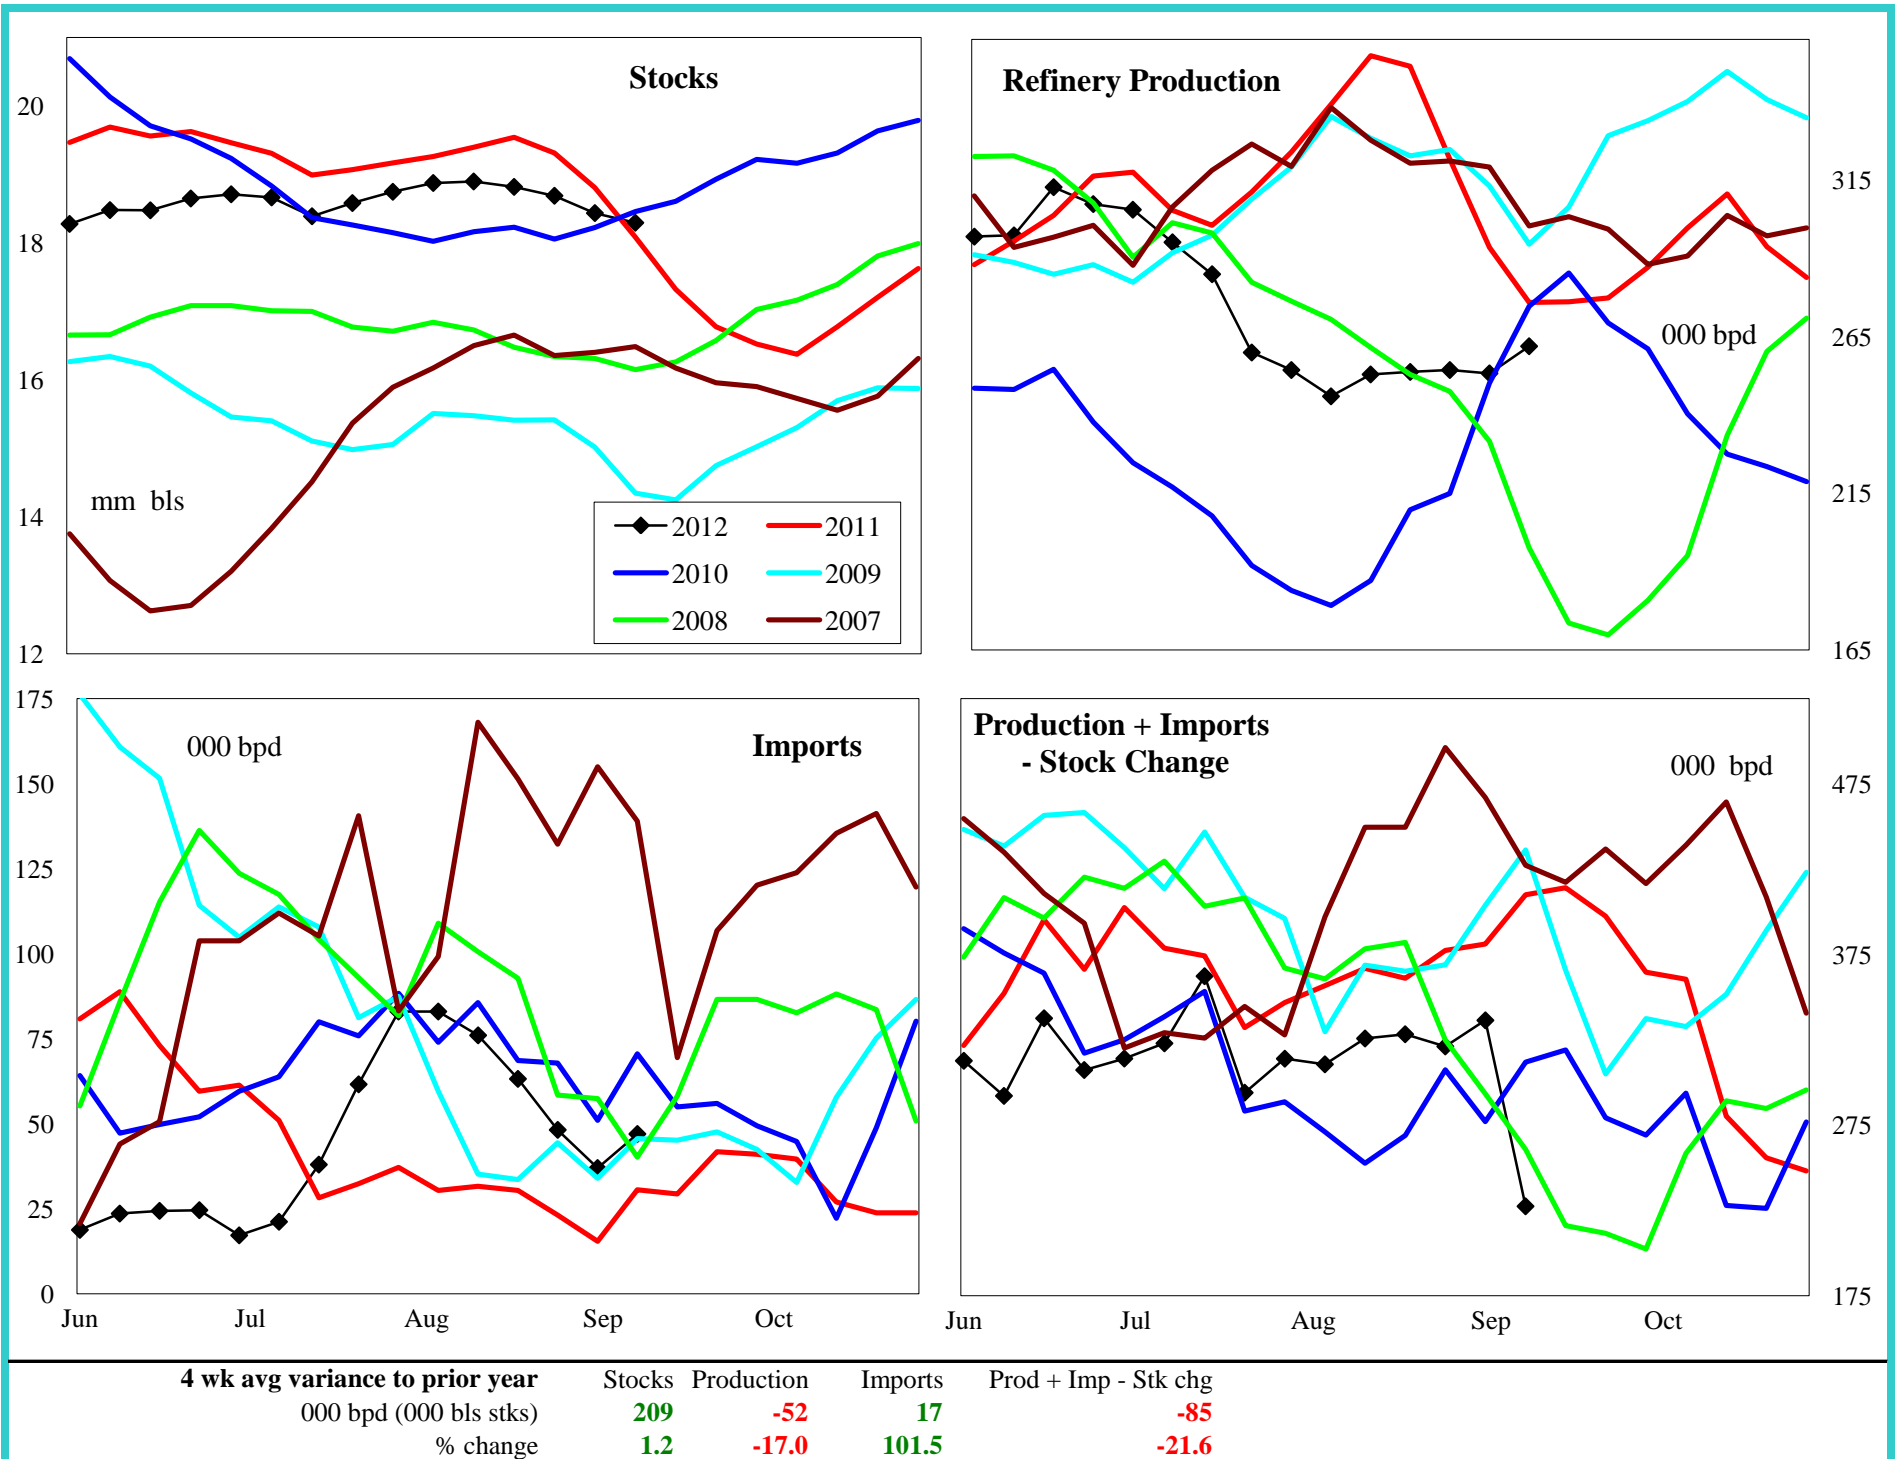 Stocks
20
18
16
14
12
mm bls
2012 2011
2010 2009
2008 2007
Refinery Production
000 bpd
315
265
215
165
175
150
125
100
75
50
25
0
000 bpd
Imports
Jun Jul Aug Sep Oct
Production + Imports
- Stock Change
000 bpd
475
375
275
175
Jun Jul Aug Sep Oct
4 wk avg variance to prior year Stocks Production Imports Prod + Imp - Stk chg
000 bpd (000 bls stks) 209 -52 17 -85
% change 1.2 -17.0 101.5 -21.6